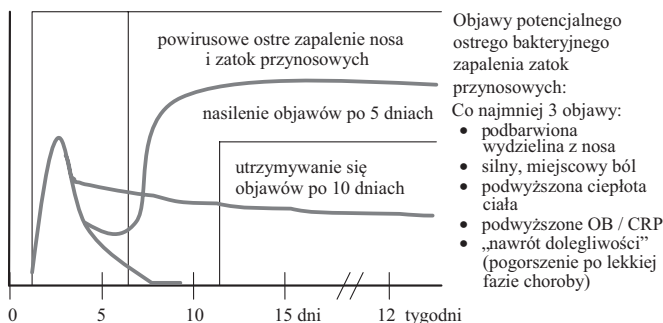 powirusowe ostre zapalenie nosa
i zatok przynosowych
nasilenie objawów po 5 dniach
utrzymywanie się
objawów po 10 dniach
0 5 10 15 dni 12 tygodni
Objawy potencjalnego
ostrego bakteryjnego
zapalenia zatok
przynosowych:
Co najmniej 3 objawy:
• podbarwiona
wydzielina z nosa
• silny, miejscowy ból
• podwyższona ciepłota
ciała
• podwyższone OB / CRP
• „nawrót dolegliwości”
(pogorszenie po lekkiej
fazie choroby)